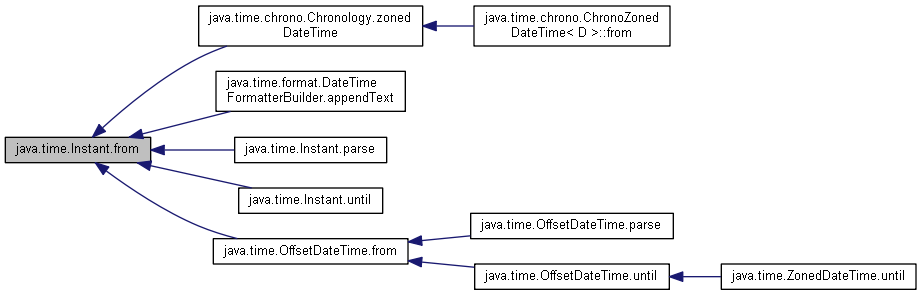 java.time.chrono.Chronology.zoned
DateTime
java.time.chrono.ChronoZoned
DateTime< D >::from
java.time.format.DateTime
FormatterBuilder.appendText
java.time.Instant.from
java.time.Instant.parse
java.time.Instant.until
java.time.OffsetDateTime.from
java.time.OffsetDateTime.parse
java.time.OffsetDateTime.until
java.time.ZonedDateTime.until